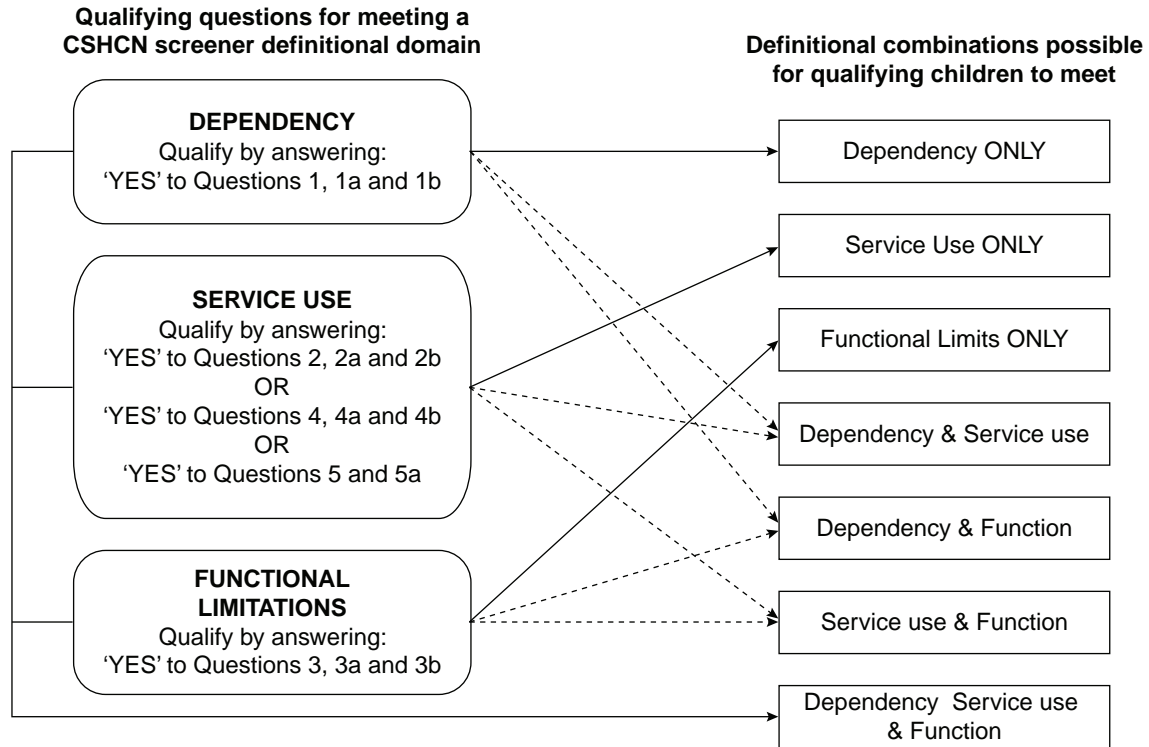 Qualifying questions for meeting a
CSHCN screener definitional domain
DEPENDENCY
Qualify by answering:
‘YES’ to Questions 1, 1a and 1b
SERVICE USE
Qualify by answering:
‘YES’ to Questions 2, 2a and 2b
OR
‘YES’ to Questions 4, 4a and 4b
OR
‘YES’ to Questions 5 and 5a
FUNCTIONAL
LIMITATIONS
Qualify by answering:
‘YES’ to Questions 3, 3a and 3b
Definitional combinations possible
for qualifying children to meet
Dependency ONLY
Service Use ONLY
Functional Limits ONLY
Dependency & Service use
Dependency & Function
Service use & Function
Dependency Service use
& Function